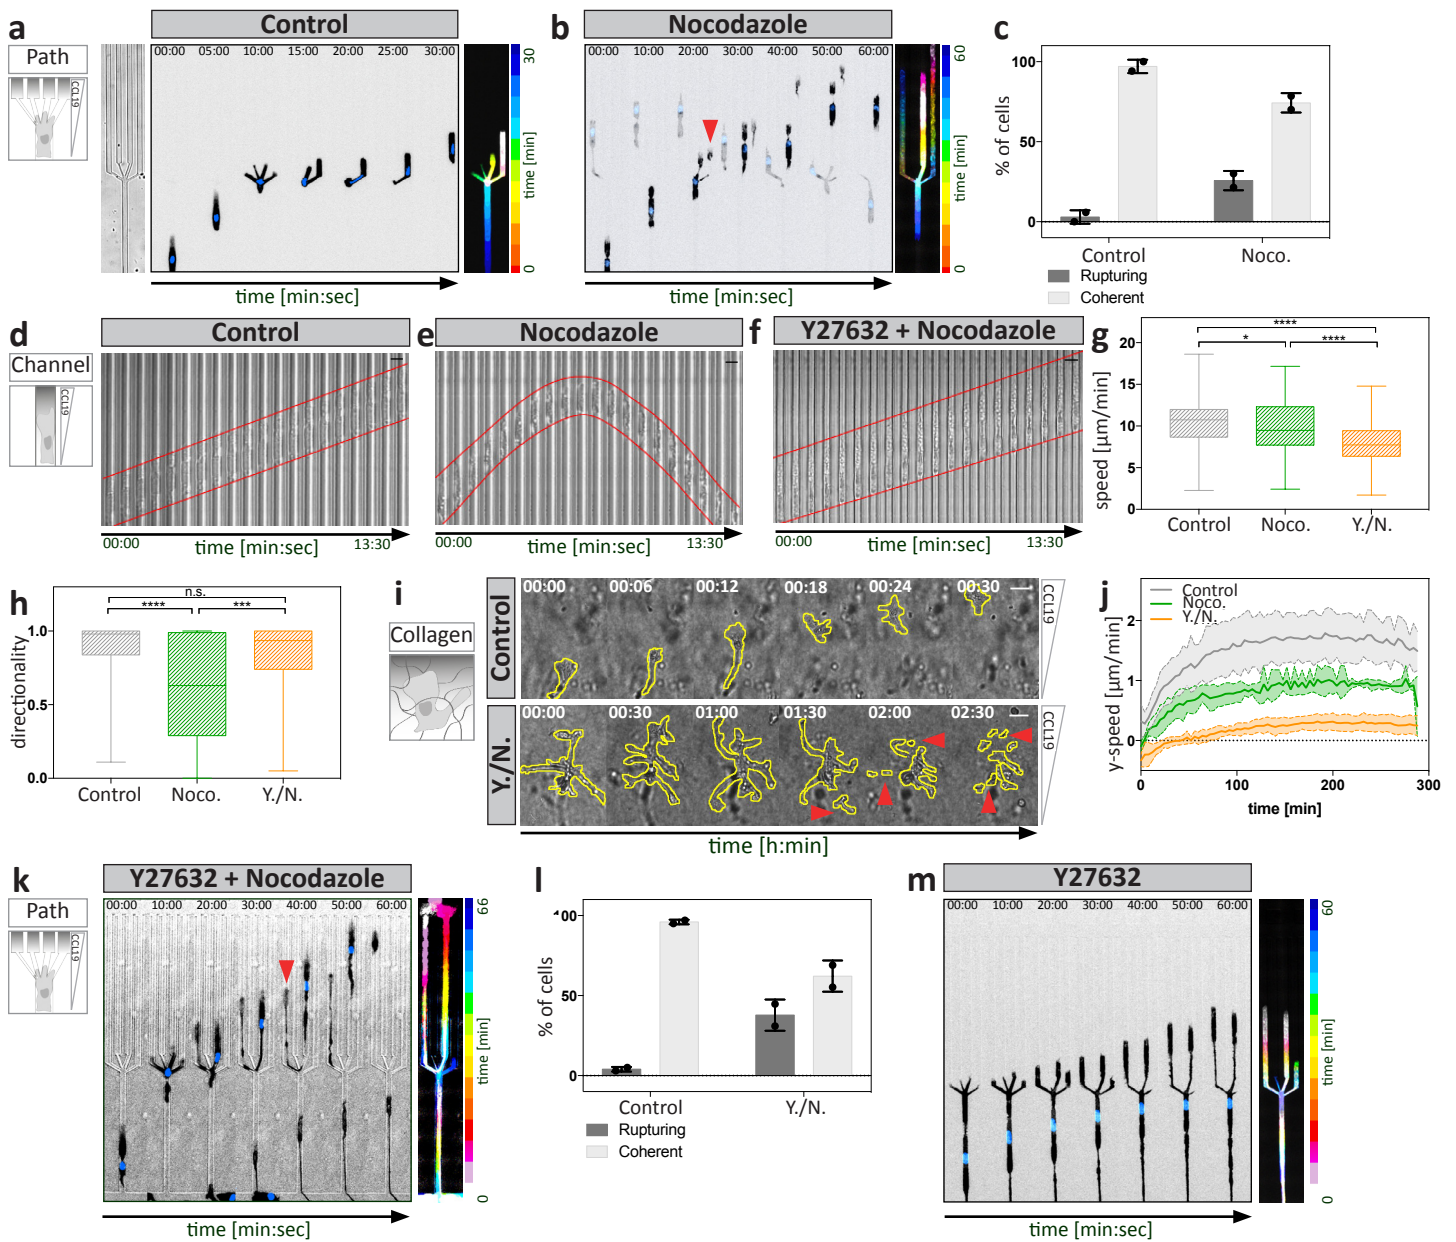 a
Control
Path
CCL19
00:00 05:00 10:00 15:00 20:00 25:00 30:00
30
time [min]
0
time [min:sec]
b
Nocodazole
00:00 10:00 20:00 30:00 40:00 50:00 60:00
60
time [min]
0
time [min:sec]
c
% of cells
100
50
0
Control Noco.
Rupturing
Coherent
d
Control
Channel
CCL19
00:00 time [min:sec] 13:30
e
Nocodazole
00:00 time [min:sec] 13:30
f
Y27632 + Nocodazole
00:00 time [min:sec] 13:30
g
speed [µm/min]
20
15
10
5
0
****
* ****
Control Noco. Y./N.
h
directionality
1.0
0.5
0.0
n.s.
**** ***
Control Noco. Y./N.
i
Collagen
Control
00:00 00:06 00:12 00:18 00:24 00:30
CCL19
Y./N.
00:00 00:30 01:00 01:30 02:00 02:30
CCL19
time [h:min]
j
Control
Noco.
Y./N.
y-speed [µm/min]
2
1
0
0 100 200 300
time [min]
k
Y27632 + Nocodazole
Path
CCL19
00:00 10:00 20:00 30:00 40:00 50:00 60:00
66
time [min]
0
time [min:sec]
l
% of cells
100
50
0
Control Y./N.
Rupturing
Coherent
m
Y27632
00:00 10:00 20:00 30:00 40:00 50:00 60:00
60
time [min]
0
time [min:sec]